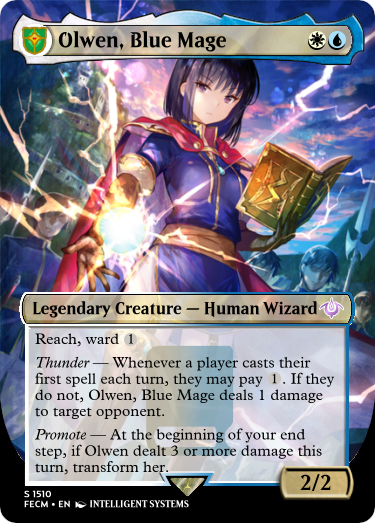 Olwen, Blue Mage
Legendary Creature — Human Wizard
Reach, ward 1
Thunder — Whenever a player casts their
first spell each turn, they may pay 1. If they
do not, Olwen, Blue Mage deals 1 damage
to target opponent.
Promote — At the beginning of your end
step, if Olwen dealt 3 or more damage this
turn, transform her.
2/2
S 1510
FECM • EN INTELLIGENT SYSTEMS